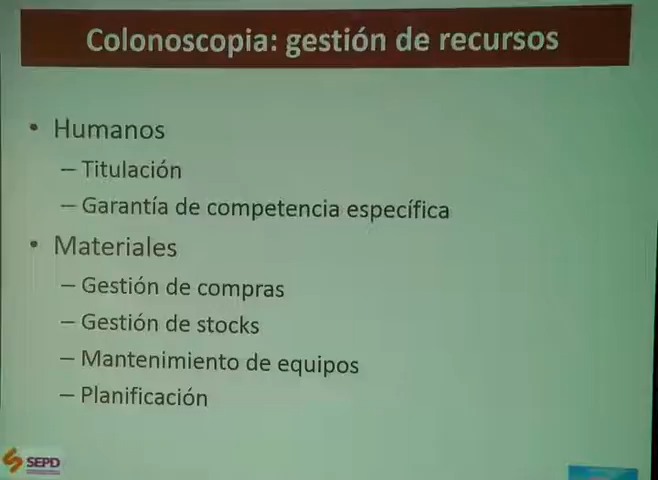 Colonoscopia: gestión de recursos
• Humanos
– Titulación
– Garantía de competencia específica
• Materiales
– Gestión de compras
– Gestión de stocks
– Mantenimiento de equipos
– Planificación
SEPD